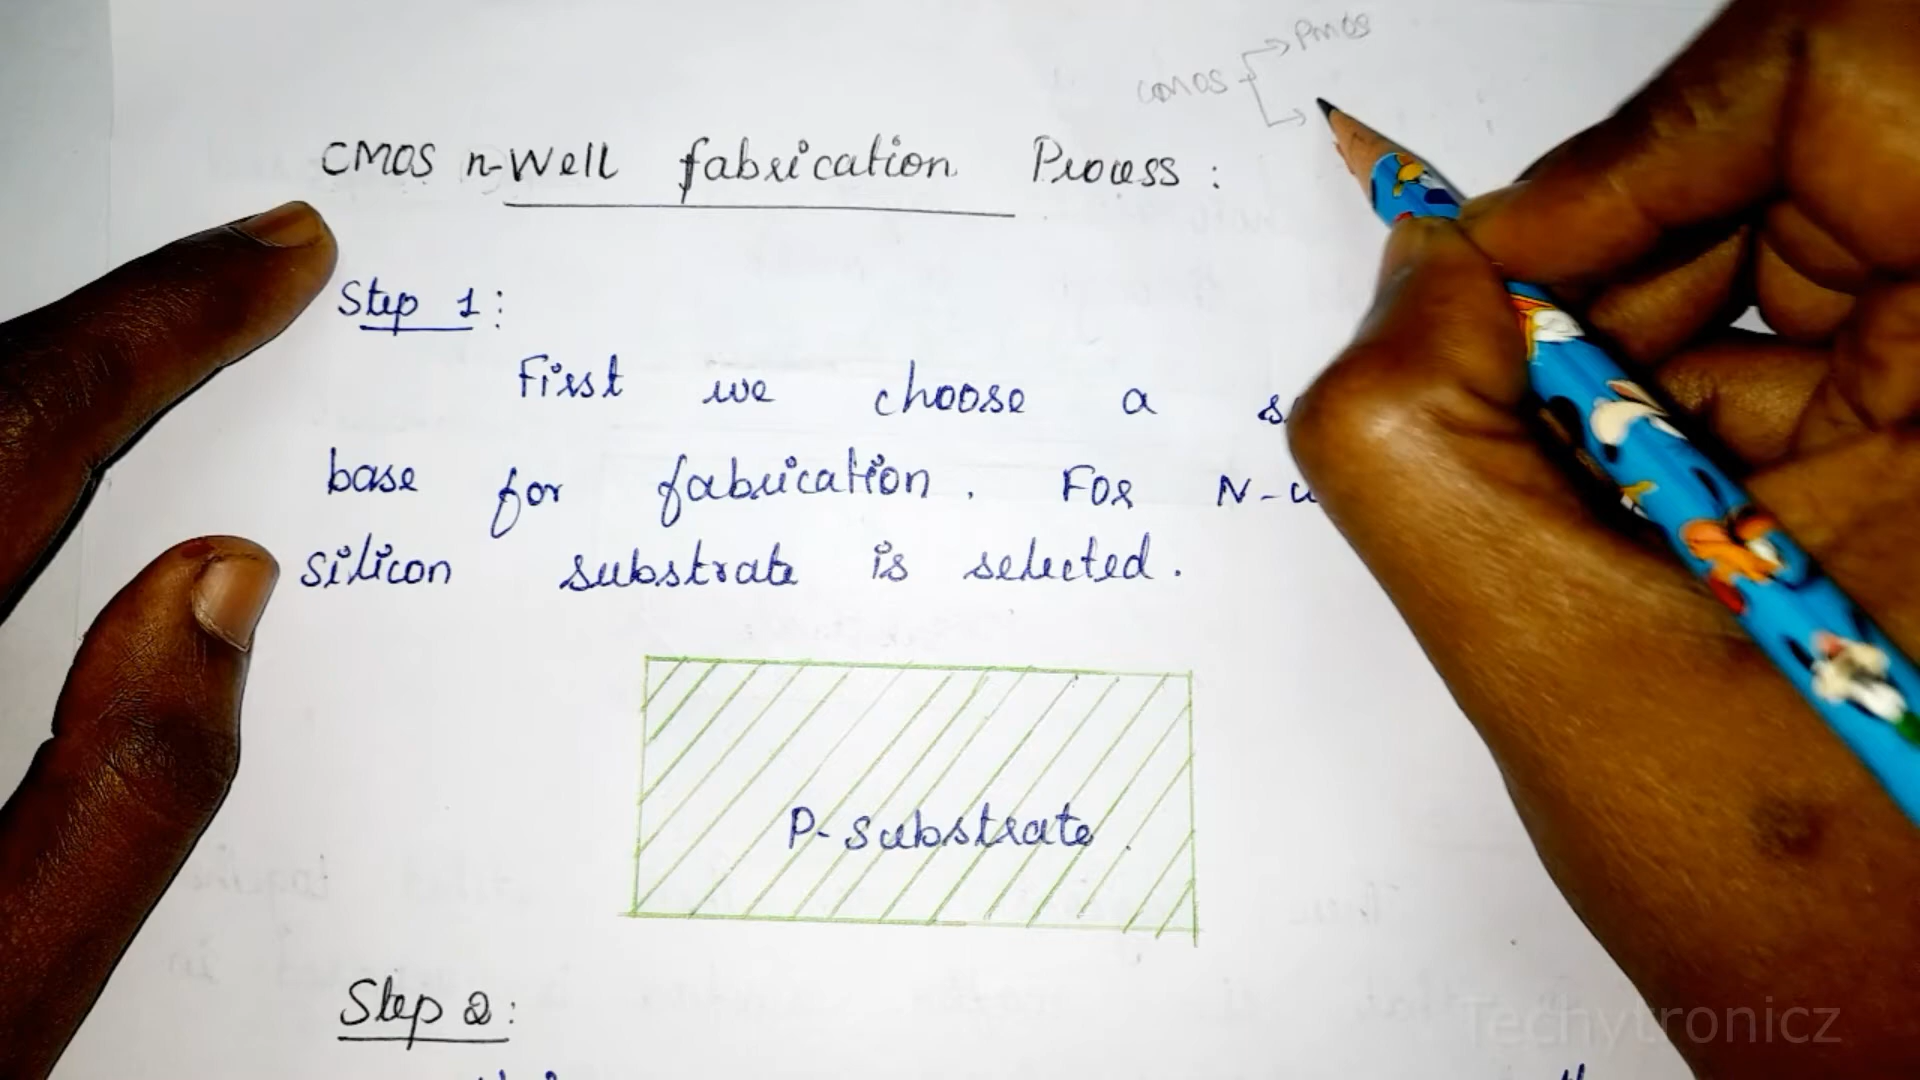 PMOS
CMOS
CMOS n-Well fabrication Process :
Step 1 :
First we choose a
base for fabrication . For N-
silicon substrate is selected .
P-substrate .
Step 2 :
Techytronicz